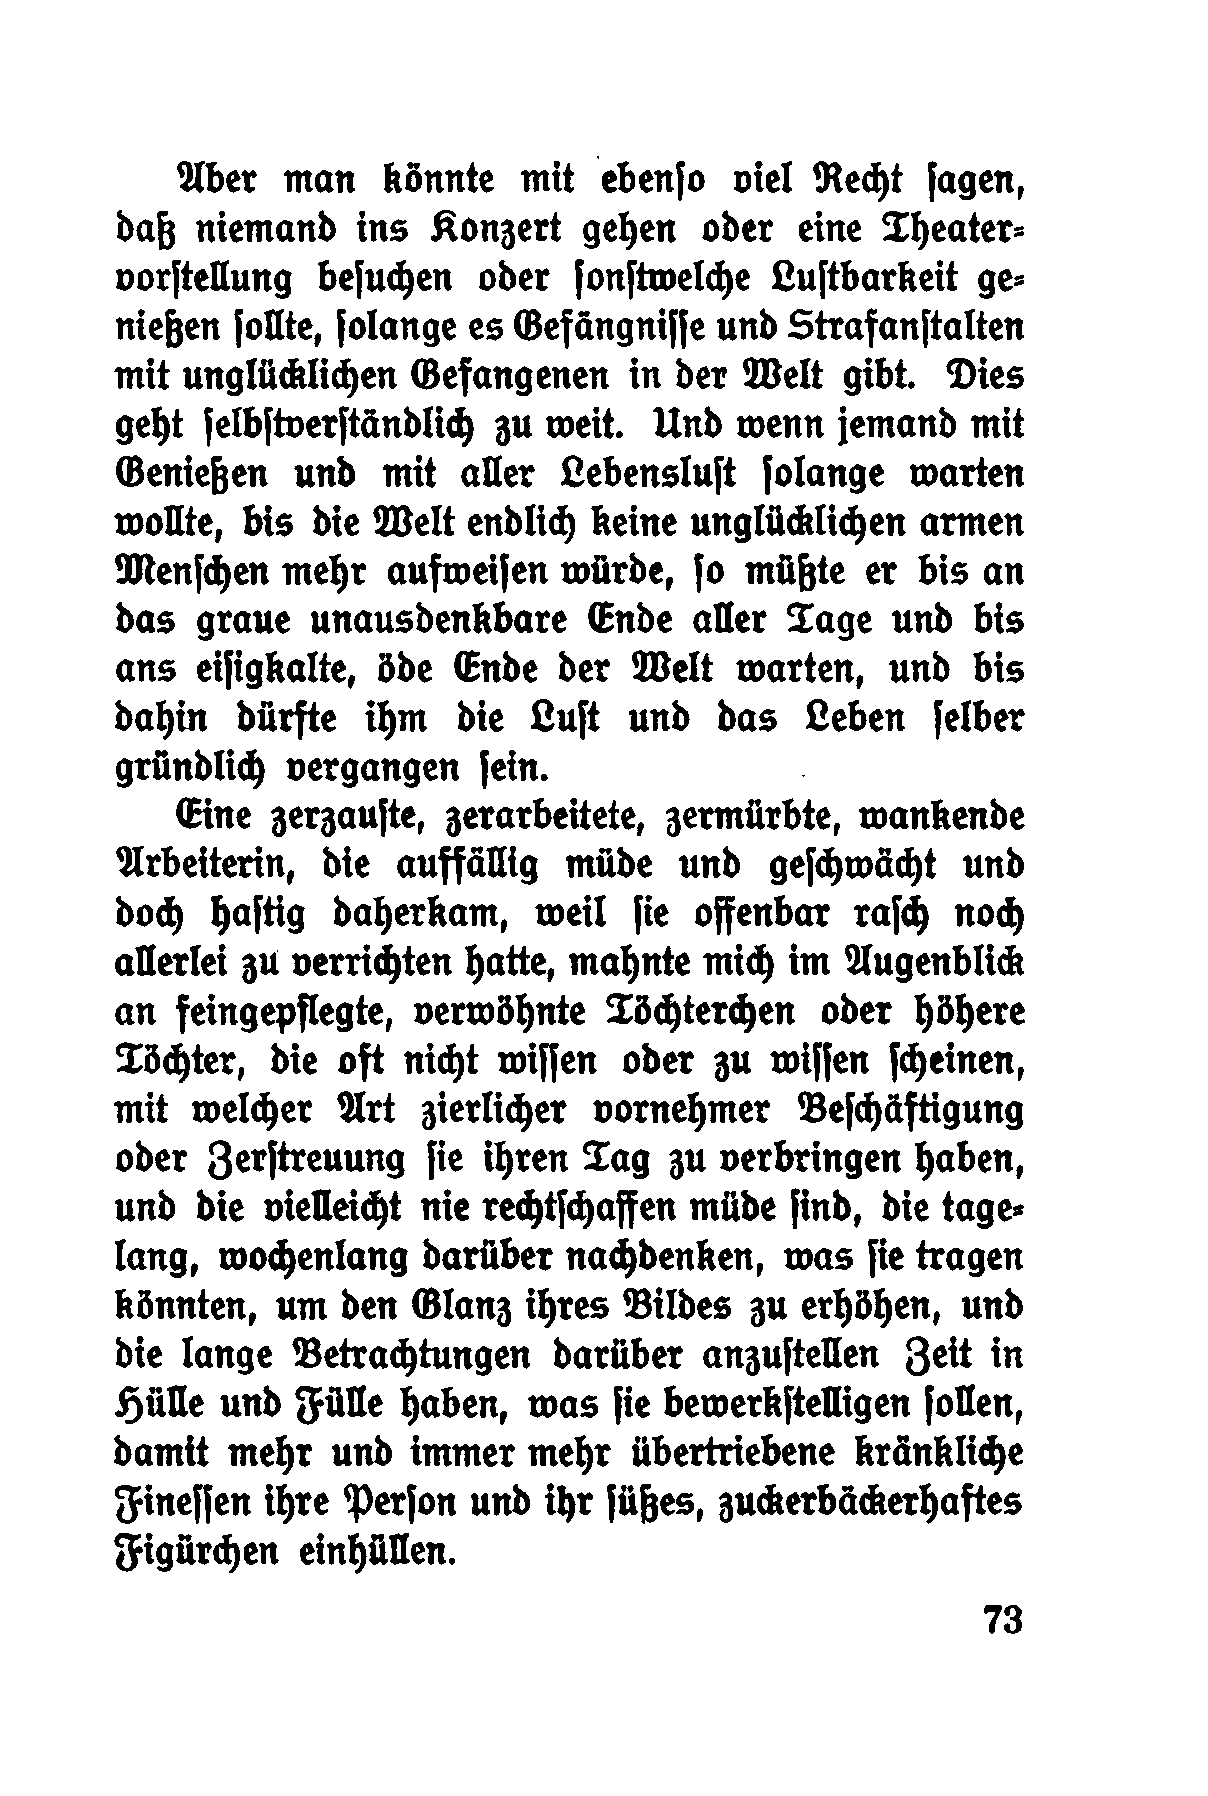 Aber man könnte mit ebenso viel Recht sagen,
daß niemand ins Konzert gehen oder eine Theater-
vorstellung besuchen oder sonstwelche Lustbarkeit ge-
nießen sollte, solange es Gefängnisse und Strafanstalten
mit unglücklichen Gefangenen in der Welt gibt. Dies
geht selbstverständlich zu weit. Und wenn jemand mit
Genießen und mit aller Lebenslust solange warten
wollte, bis die Welt endlich keine unglücklichen armen
Menschen mehr aufweisen würde, so müßte er bis an
das graue unausdenkbare Ende aller Tage und bis
ans eisigkalte, öde Ende der Welt warten, und bis
dahin dürfte ihm die Lust und das Leben selber
gründlich vergangen sein.
Eine zerzauste, zerarbeitete, zermürbte, wankende
Arbeiterin, die auffällig müde und geschwächt und
doch hastig daherkam, weil sie offenbar rasch noch
allerlei zu verrichten hatte, mahnte mich im Augenblick
an feingepflegte, verwöhnte Töchterchen oder höhere
Töchter, die oft nicht wissen oder zu wissen scheinen,
mit welcher Art zierlicher vornehmer Beschäftigung
oder Zerstreuung sie ihren Tag zu verbringen haben,
und die vielleicht nie rechtschaffen müde sind, die tage-
lang, wochenlang darüber nachdenken, was sie tragen
könnten, um den Glanz ihres Bildes zu erhöhen, und
die lange Betrachtungen darüber anzustellen Zeit in
Hülle und Fülle haben, was sie bewerkstelligen sollen,
damit mehr und immer mehr übertriebene kränkliche
Finessen ihre Person und ihr süßes, zuckerbäckerhaftes
Figürchen einhüllen.
73